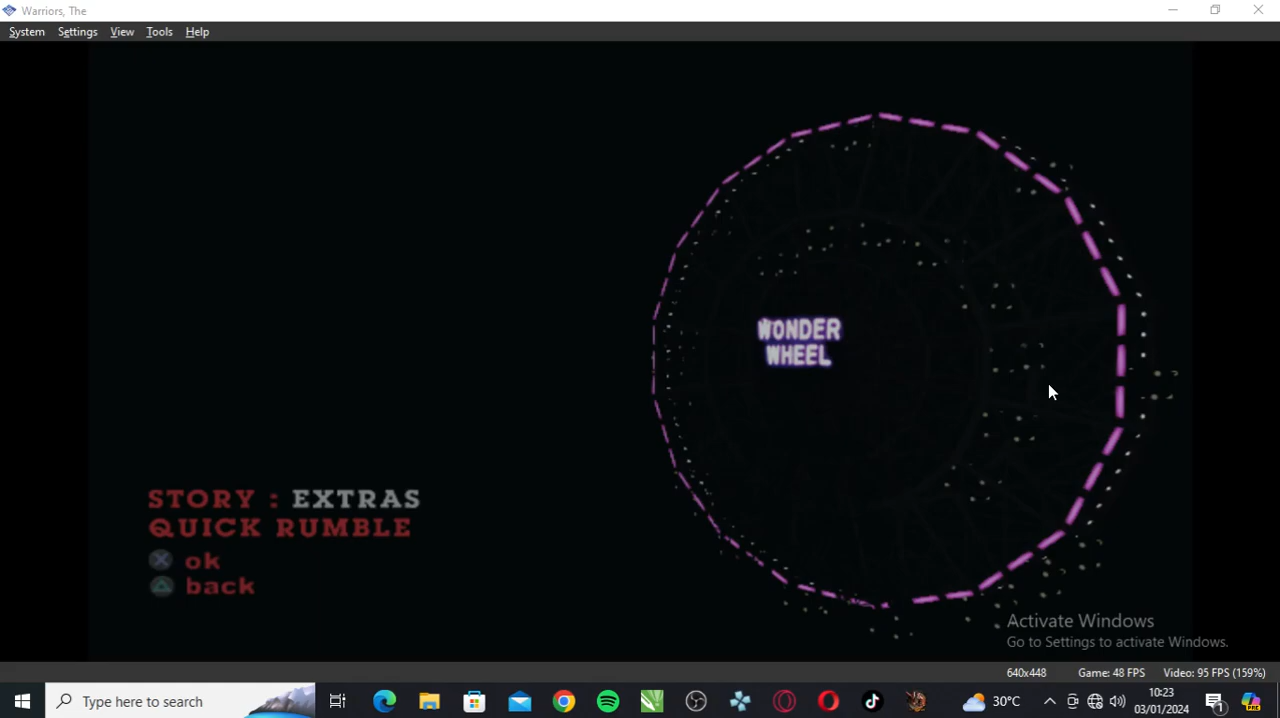 Warriors, The
System Settings View Tools Help
WONDER
WHEEL
STORY : EXTRAS
QUICK RUMBLE
ok
back
Activate Windows
Go to Settings to activate Windows.
640x448 Game: 48 FPS Video: 95 FPS (159%)
Type here to search
30°C
10:23
03/01/2024
1
PRE